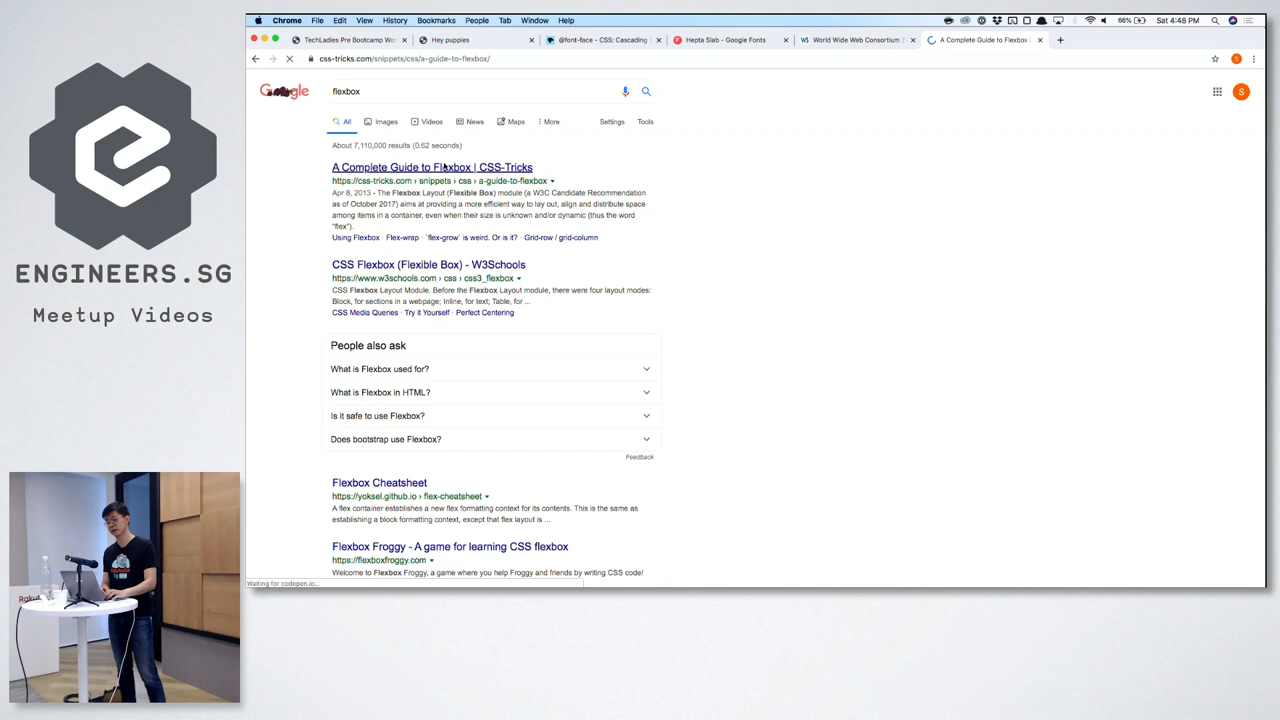 Chrome File Edit View History Bookmarks People Tab Window Help
66% Sat 4:48 PM
TechLadies Pre Bootcamp Wo
Hey puppies
@font-face - CSS: Cascading
Hepta Slab - Google Fonts
World Wide Web Consortium (
A Complete Guide to Flexbox
css-tricks.com/snippets/css/a-guide-to-flexbox/
flexbox
S
All Images Videos News Maps More Settings Tools
About 7,110,000 results (0.62 seconds)
A Complete Guide to Flexbox | CSS-Tricks
https://css-tricks.com › snippets › css › a-guide-to-flexbox
Apr 8, 2013 - The Flexbox Layout (Flexible Box) module (a W3C Candidate Recommendation
as of October 2017) aims at providing a more efficient way to lay out, align and distribute space
among items in a container, even when their size is unknown and/or dynamic (thus the word
"flex").
Using Flexbox · Flex-wrap · `flex-grow` is weird. Or is it? · Grid-row / grid-column
CSS Flexbox (Flexible Box) - W3Schools
https://www.w3schools.com › css › css3_flexbox
CSS Flexbox Layout Module. Before the Flexbox Layout module, there were four layout modes:
Block, for sections in a webpage; Inline, for text; Table, for ...
CSS Media Queries · Try it Yourself · Perfect Centering
People also ask
What is Flexbox used for?
What is Flexbox in HTML?
Is it safe to use Flexbox?
Does bootstrap use Flexbox?
Feedback
Flexbox Cheatsheet
https://yoksel.github.io › flex-cheatsheet
A flex container establishes a new flex formatting context for its contents. This is the same as
establishing a block formatting context, except that flex layout is ...
Flexbox Froggy - A game for learning CSS flexbox
https://flexboxfroggy.com
Welcome to Flexbox Froggy, a game where you help Froggy and friends by writing CSS code!
Waiting for codepen.io...
ENGINEERS.SG
Meetup Videos